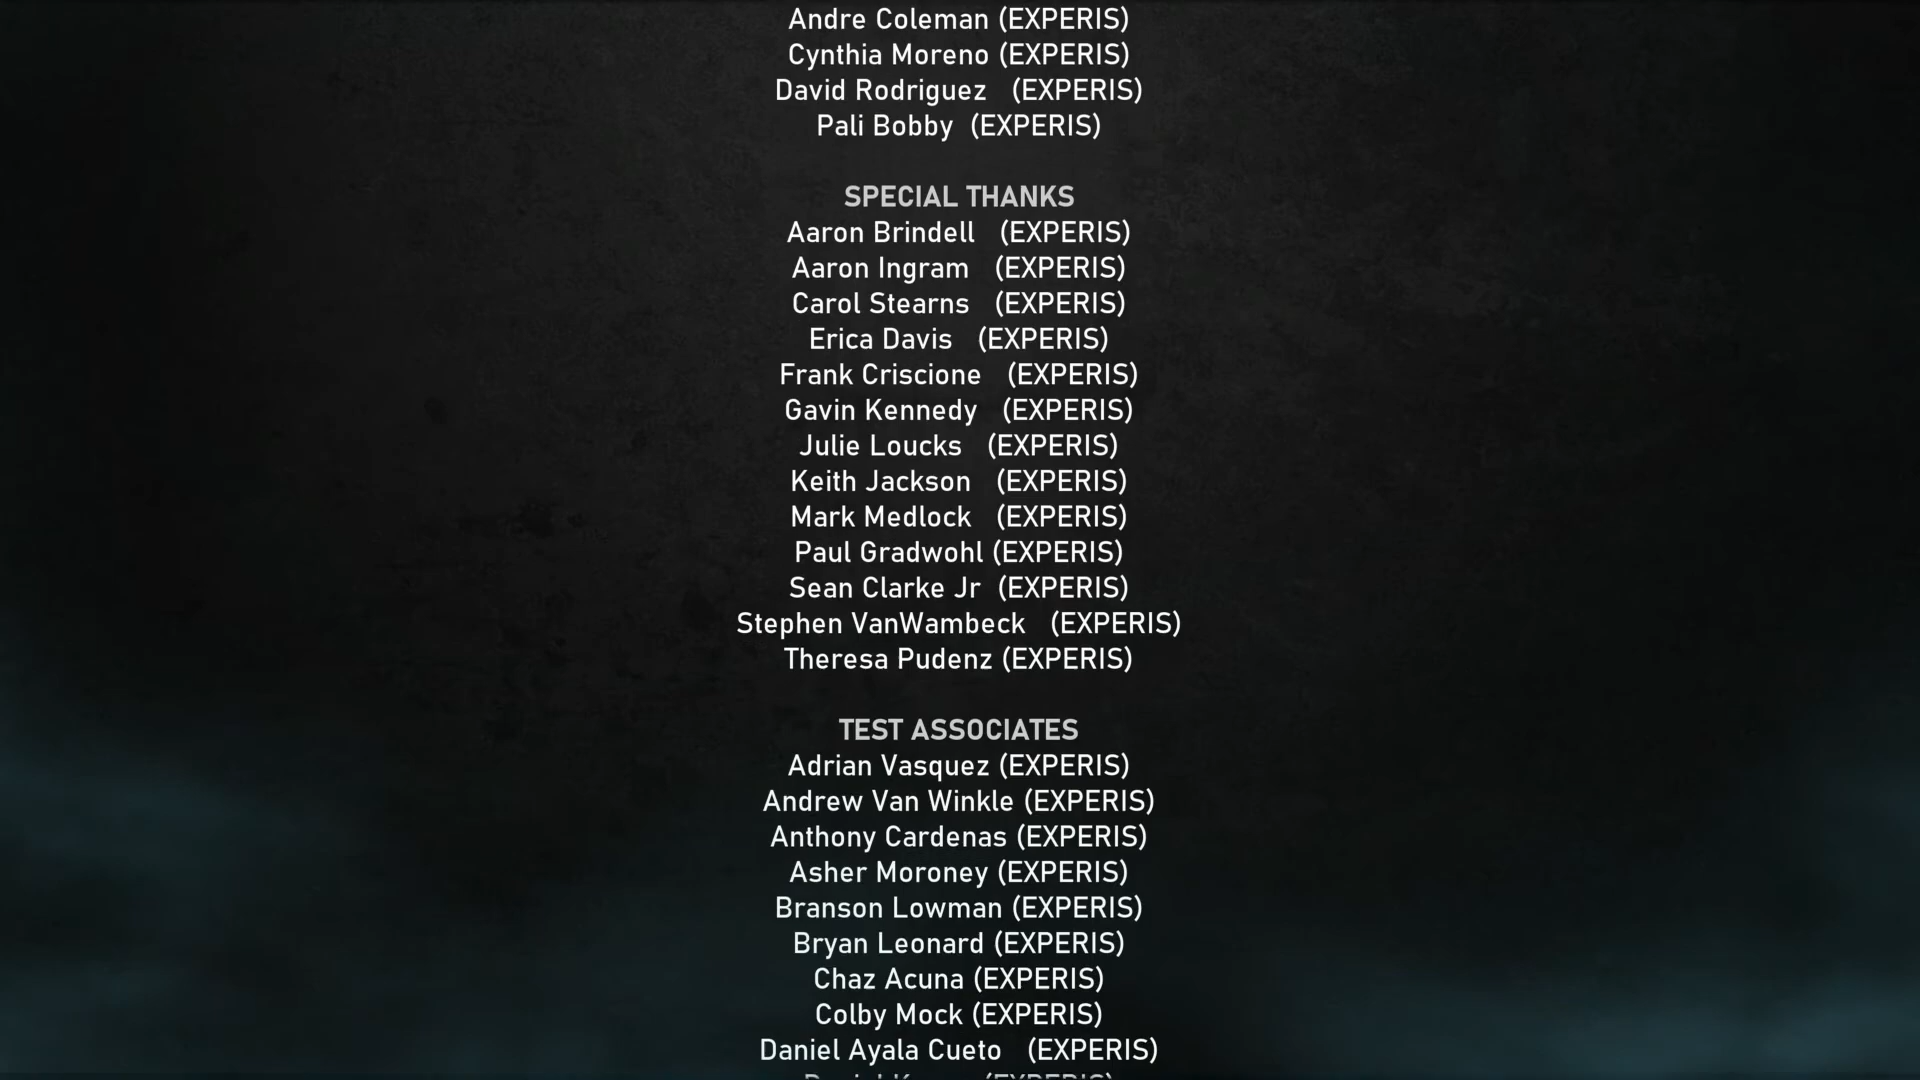 Andre Coleman (EXPERIS)
Cynthia Moreno (EXPERIS)
David Rodriguez (EXPERIS)
Pali Bobby (EXPERIS)
SPECIAL THANKS
Aaron Brindell (EXPERIS)
Aaron Ingram (EXPERIS)
Carol Stearns (EXPERIS)
Erica Davis (EXPERIS)
Frank Criscione (EXPERIS)
Gavin Kennedy (EXPERIS)
Julie Loucks (EXPERIS)
Keith Jackson (EXPERIS)
Mark Medlock (EXPERIS)
Paul Gradwohl (EXPERIS)
Sean Clarke Jr (EXPERIS)
Stephen VanWambeck (EXPERIS)
Theresa Pudenz (EXPERIS)
TEST ASSOCIATES
Adrian Vasquez (EXPERIS)
Andrew Van Winkle (EXPERIS)
Anthony Cardenas (EXPERIS)
Asher Moroney (EXPERIS)
Branson Lowman (EXPERIS)
Bryan Leonard (EXPERIS)
Chaz Acuna (EXPERIS)
Colby Mock (EXPERIS)
Daniel Ayala Cueto (EXPERIS)